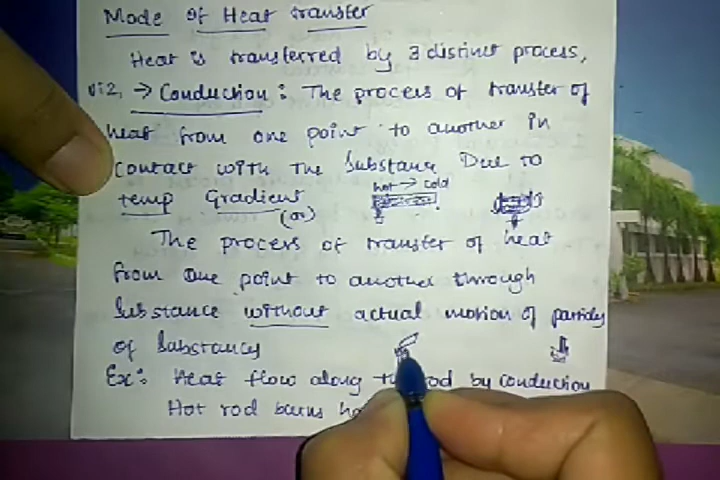 Mode of Heat transfer
Heat is transferred by 3 distinct process,
viz, → Conduction : The process of transfer of
heat from one point to another in
Contact with the Substance Due to
temp Gradient
hot → cold
(or)
The process of transfer of heat
from one point to another through
Substance without actual motion of particles
of Substances
Ex: Heat flow along the rod by conduction
Hot rod burns